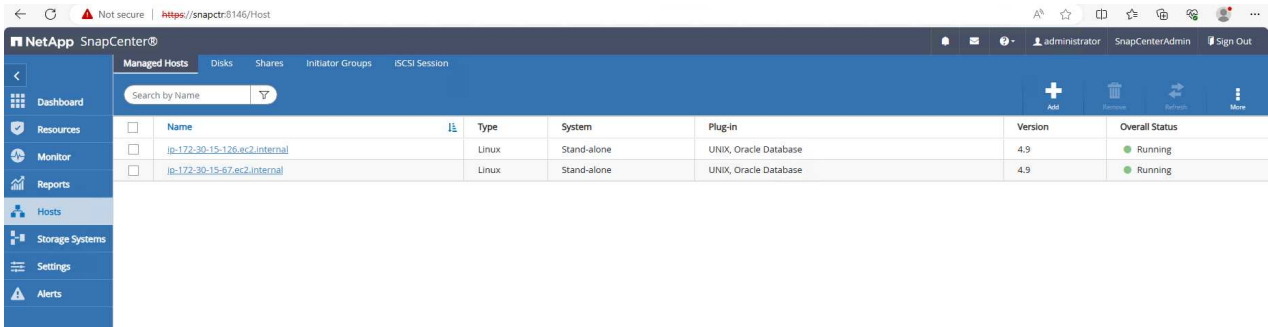 Not secure https://snapctr:8146/Host
NetApp SnapCenter®
administrator SnapCenterAdmin Sign Out
Managed Hosts Disks Shares Initiator Groups iSCSI Session
Search by Name
Add Remove Refresh More
Dashboard
Resources
Monitor
Reports
Hosts
Storage Systems
Settings
Alerts
Name Type System Plug-in Version Overall Status
ip-172-30-15-126.ec2.internal Linux Stand-alone UNIX, Oracle Database 4.9 Running
ip-172-30-15-67.ec2.internal Linux Stand-alone UNIX, Oracle Database 4.9 Running